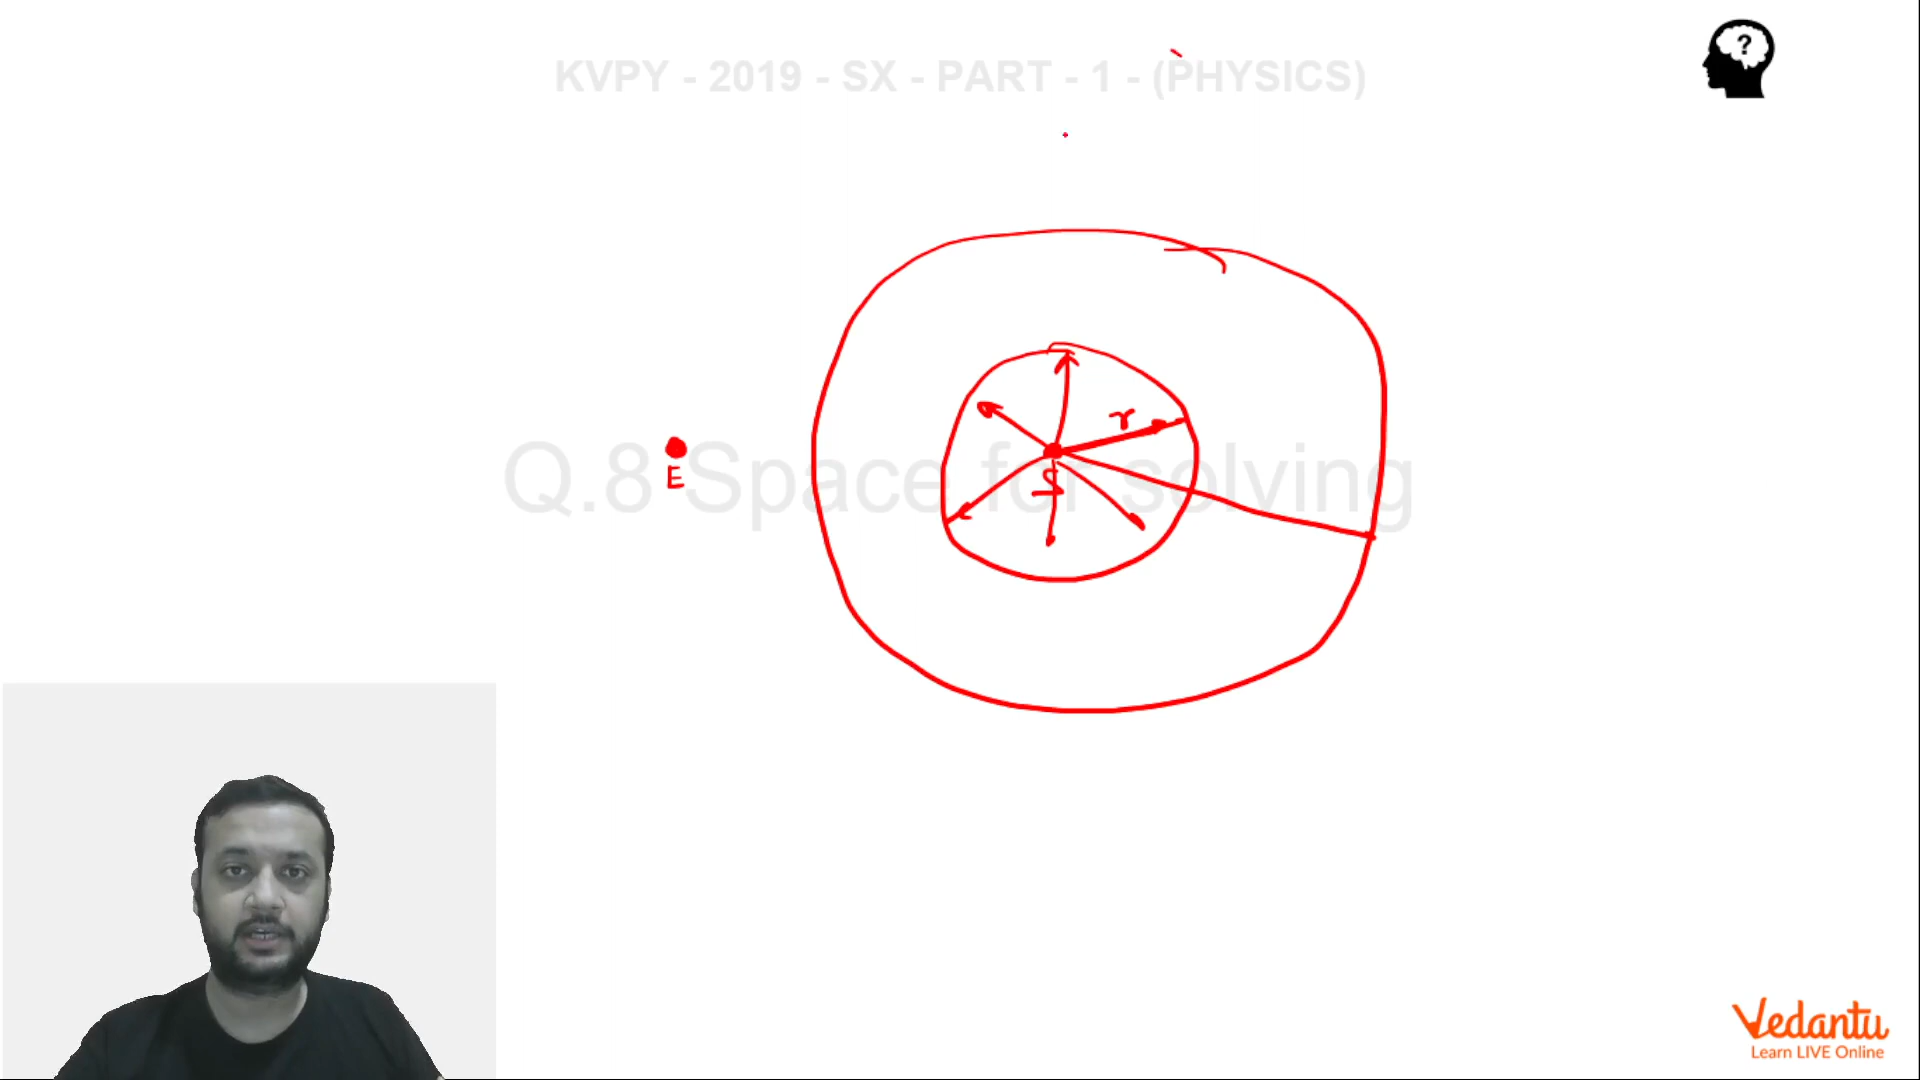 KVPY - 2019 - SX - PART - 1 - (PHYSICS)
?
r
Q.8 Space for solving
E
S
Vedantu
Learn LIVE Online